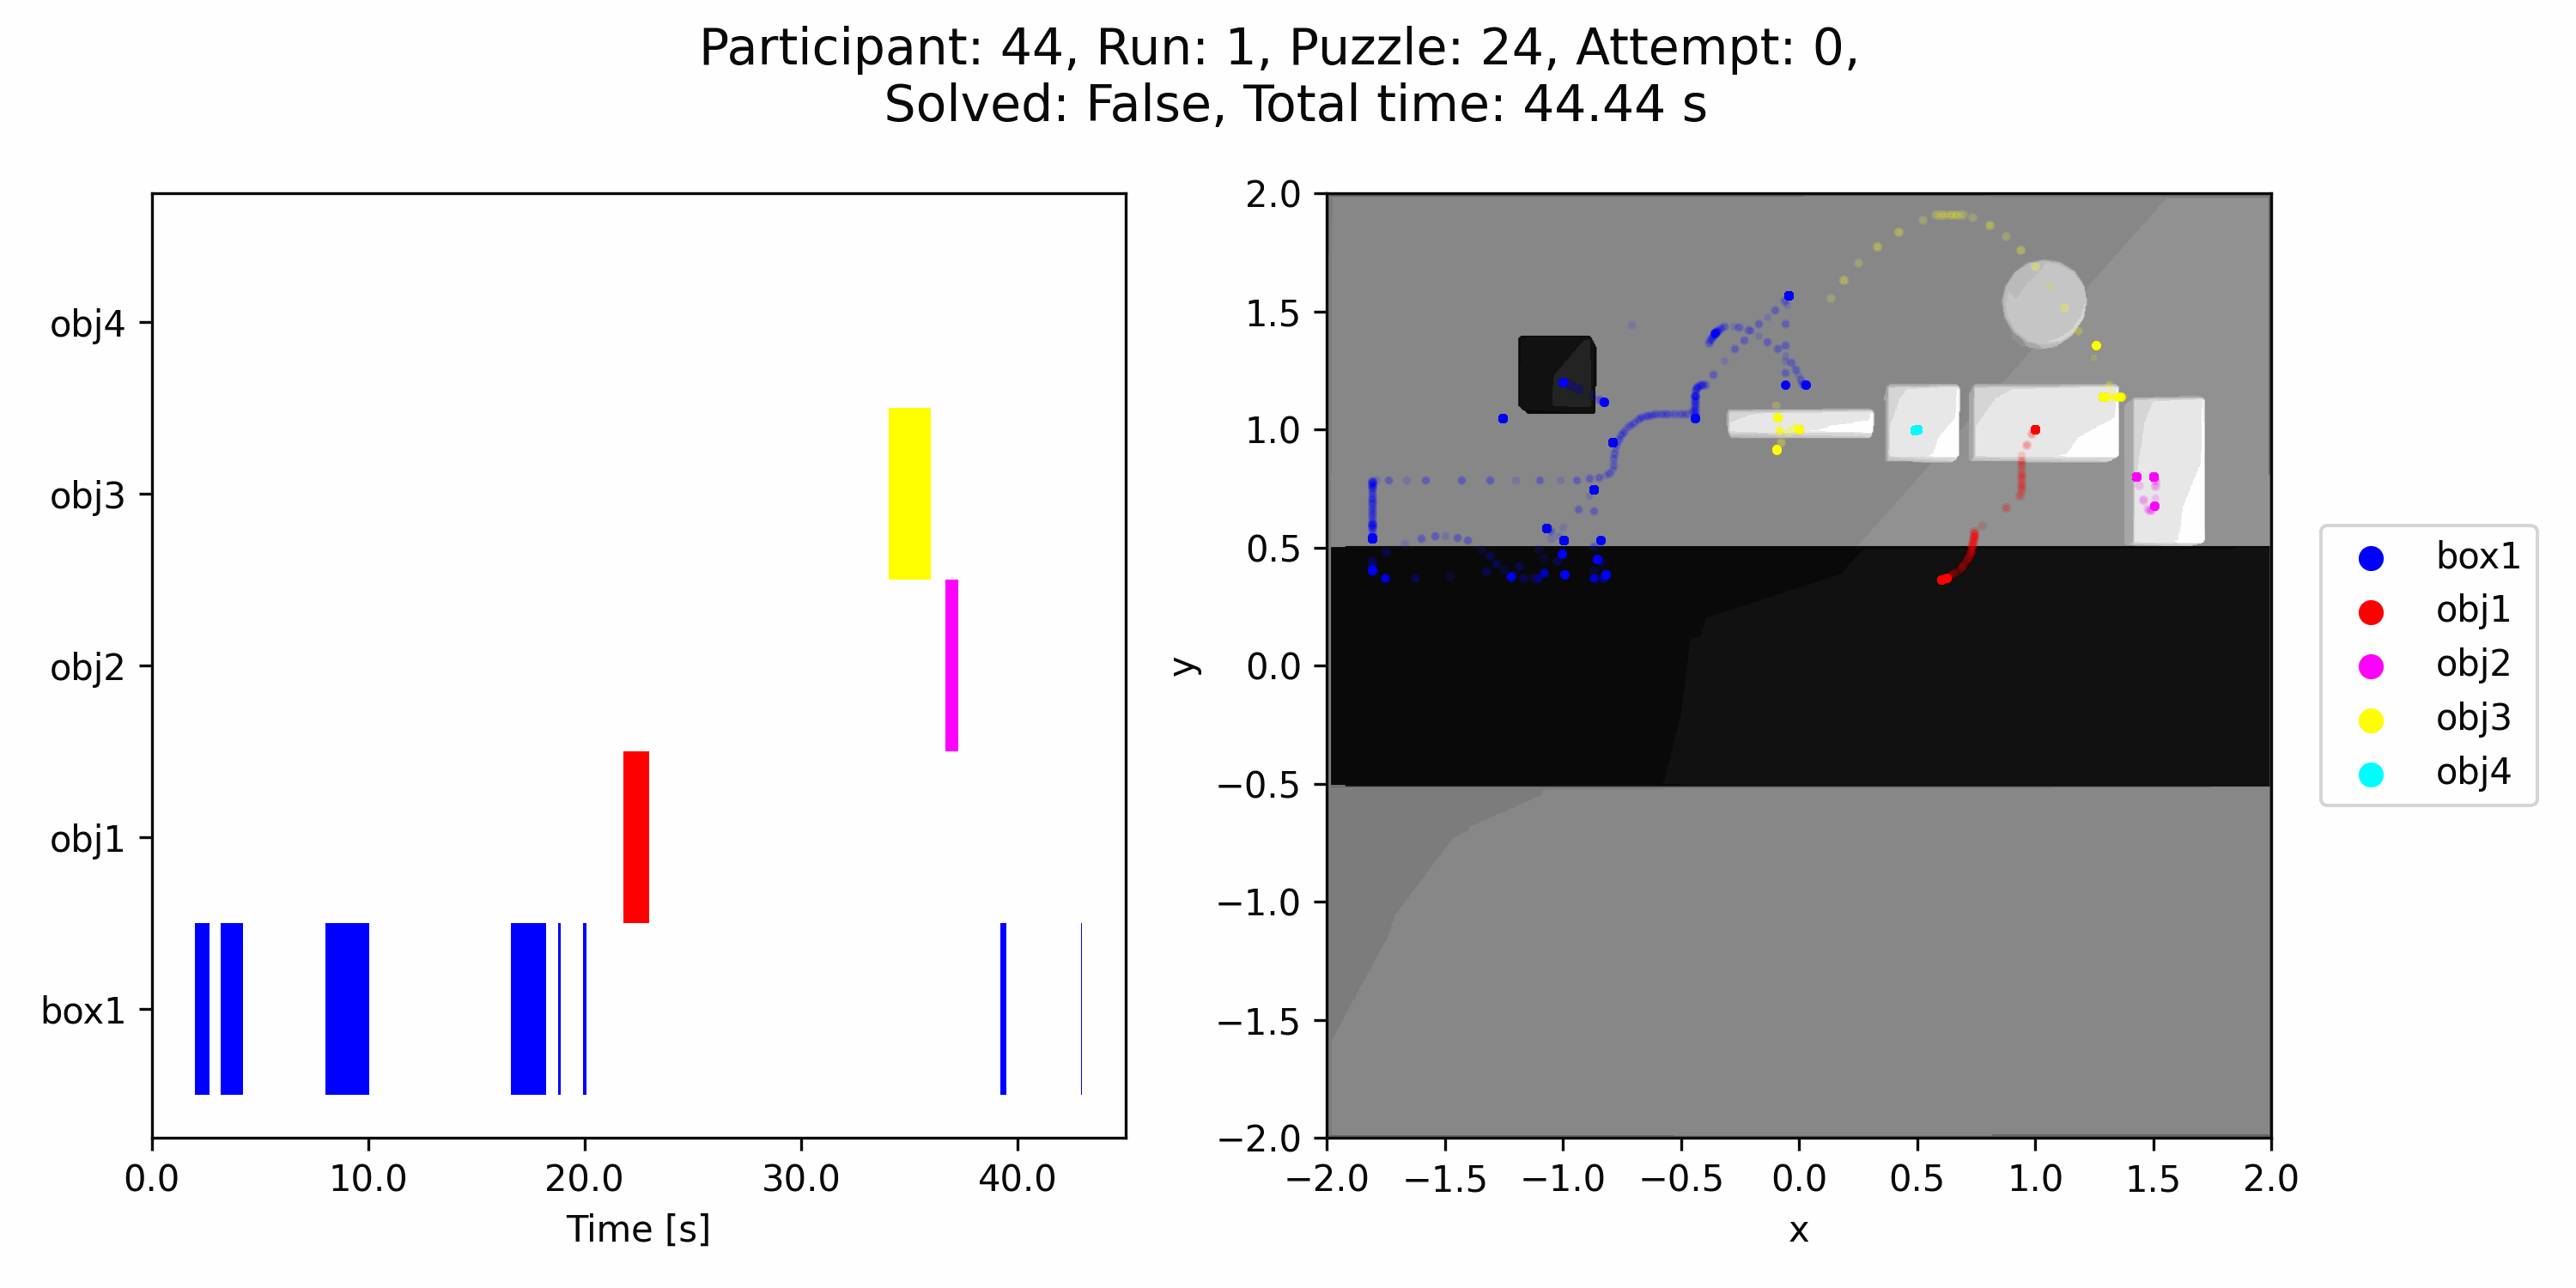 Participant: 44, Run: 1, Puzzle: 24, Attempt: 0,
Solved: False, Total time: 44.44 s
obj4
obj3
obj2
obj1
box1
0.0 10.0 20.0 30.0 40.0
Time [s]
2.0
1.5
1.0
0.5
0.0
−0.5
−1.0
−1.5
−2.0
y
−2.0 −1.5 −1.0 −0.5 0.0 0.5 1.0 1.5 2.0
x
box1
obj1
obj2
obj3
obj4